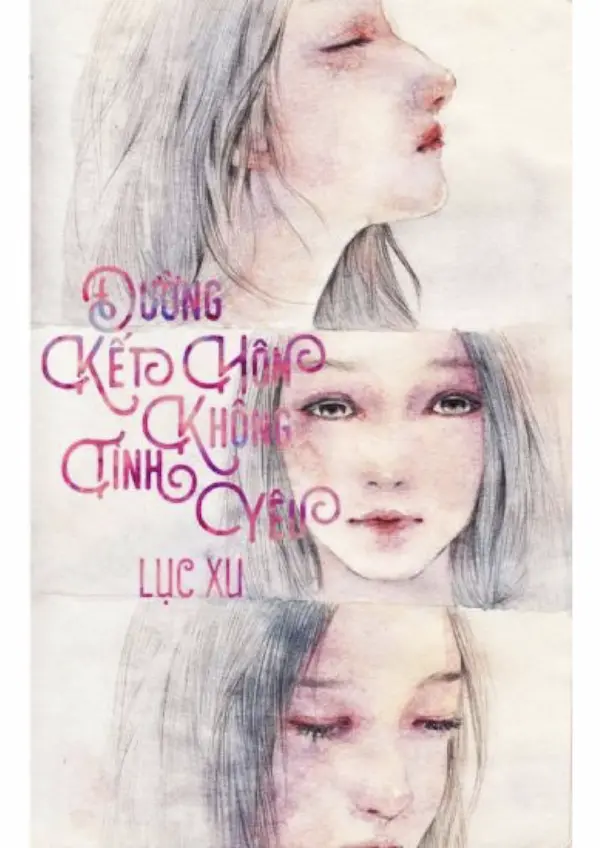 ĐƯỜNG
KẾT HÔN
KHÔNG
TÌNH
YÊU
LỤC XU